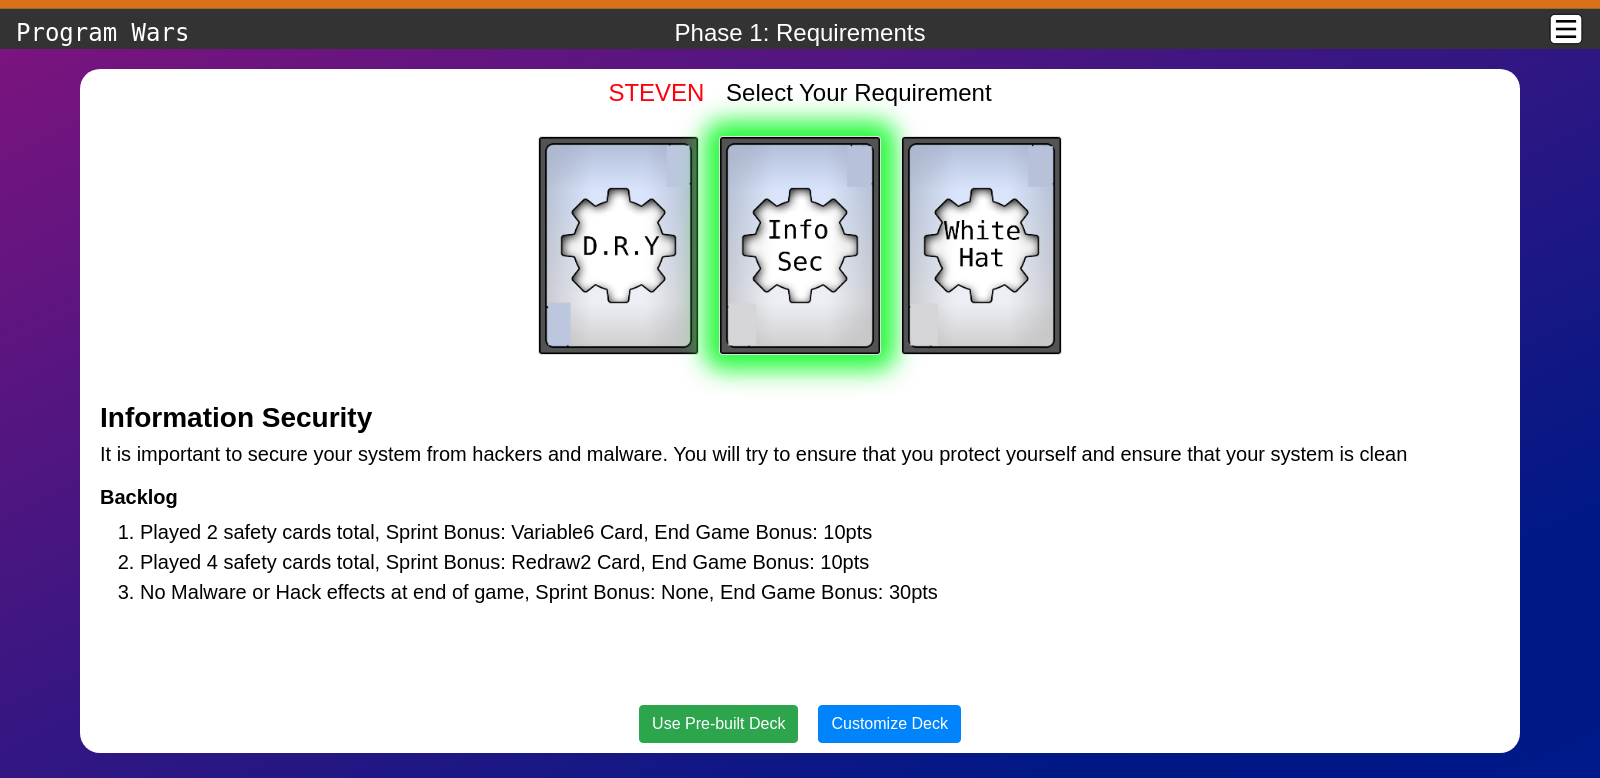 Program Wars
Phase 1: Requirements
STEVEN Select Your Requirement
D.R.Y
Info
Sec
White
Hat
Information Security
It is important to secure your system from hackers and malware. You will try to ensure that you protect yourself and ensure that your system is clean
Backlog
1. Played 2 safety cards total, Sprint Bonus: Variable6 Card, End Game Bonus: 10pts
2. Played 4 safety cards total, Sprint Bonus: Redraw2 Card, End Game Bonus: 10pts
3. No Malware or Hack effects at end of game, Sprint Bonus: None, End Game Bonus: 30pts
Use Pre-built Deck
Customize Deck